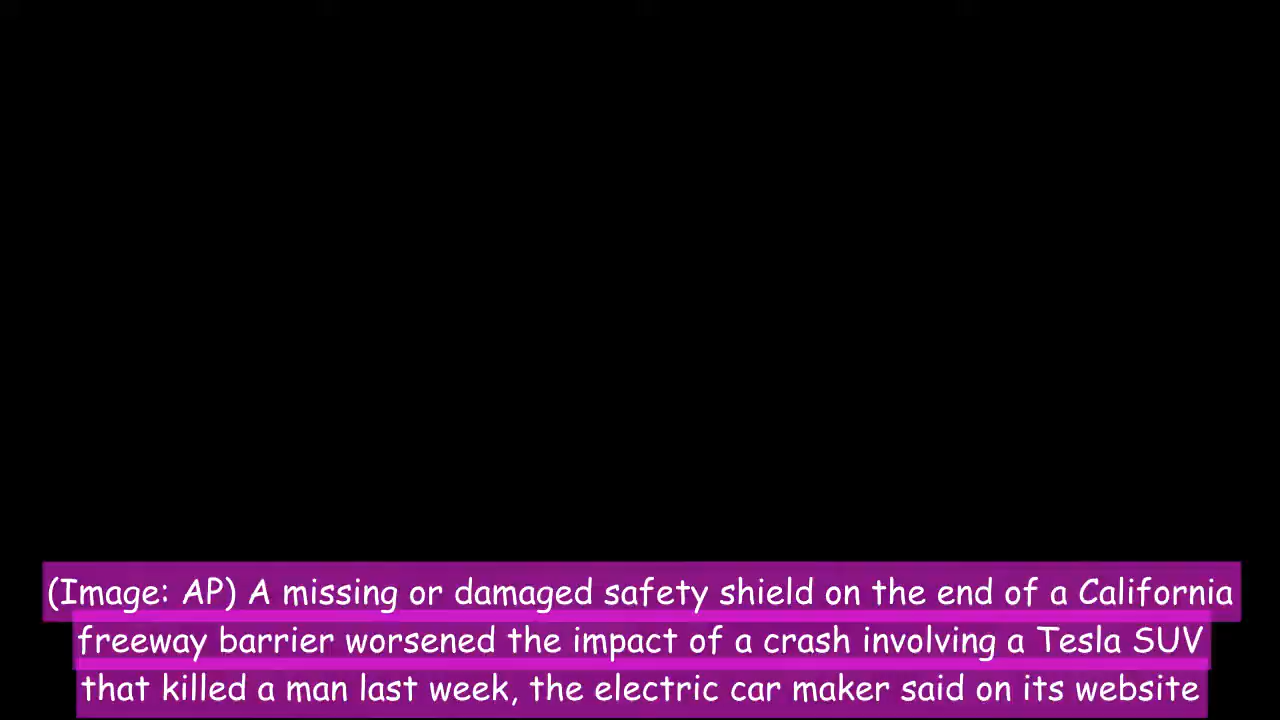 (Image: AP) A missing or damaged safety shield on the end of a California
freeway barrier worsened the impact of a crash involving a Tesla SUV
that killed a man last week, the electric car maker said on its website